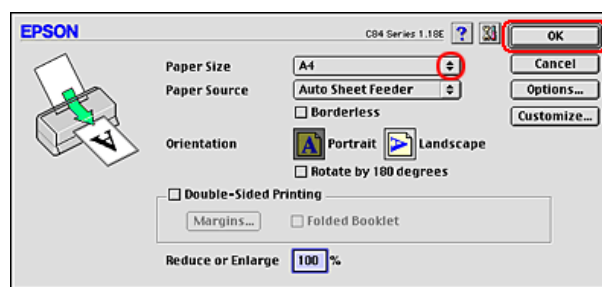 EPSON
C84 Series 1.18E
?
OK
Paper Size
A4
Cancel
Paper Source
Auto Sheet Feeder
Options...
Borderless
Customize...
Orientation
A
Portrait
A
Landscape
Rotate by 180 degrees
Double-Sided Printing
Margins...
Folded Booklet
Reduce or Enlarge
100
%
A